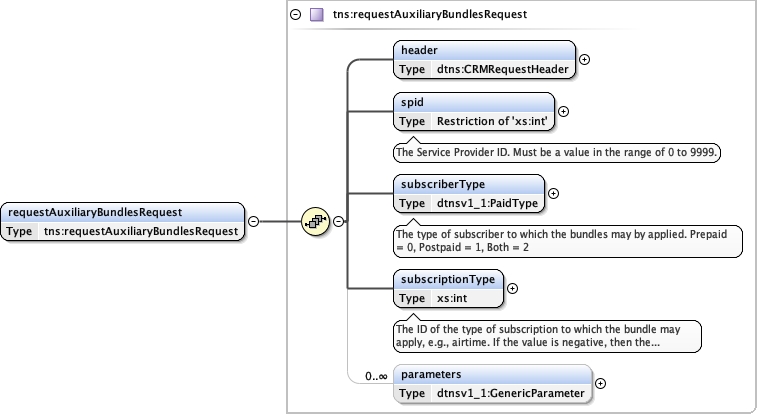 tns:requestAuxiliaryBundlesRequest
header
Type dtns:CRMRequestHeader
spid
Type Restriction of 'xs:int'
The Service Provider ID. Must be a value in the range of 0 to 9999.
subscriberType
Type dtnsv1_1:PaidType
The type of subscriber to which the bundles may by applied. Prepaid
= 0, Postpaid = 1, Both = 2
requestAuxiliaryBundlesRequest
Type tns:requestAuxiliaryBundlesRequest
subscriptionType
Type xs:int
The ID of the type of subscription to which the bundle may
apply, e.g., airtime. If the value is negative, then the...
0..∞
parameters
Type dtnsv1_1:GenericParameter